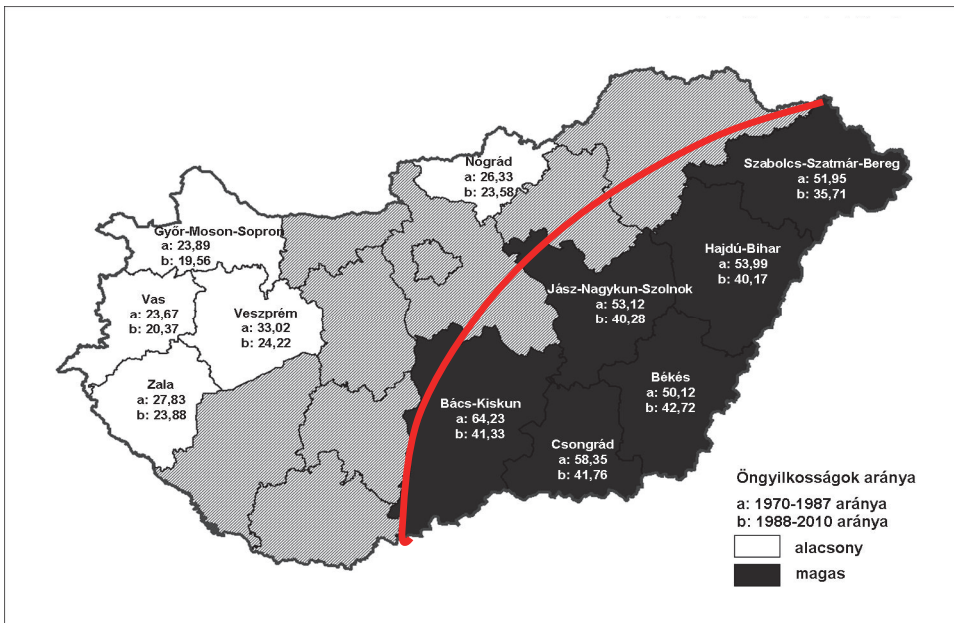 Nógrád
a: 26,33
b: 23,58
Szabolcs-Szatmár-Bereg
a: 51,95
b: 35,71
Győr-Moson-Sopron
a: 23,89
b: 19,56
Hajdú-Bihar
a: 53,99
b: 40,17
Jász-Nagykun-Szolnok
a: 53,12
b: 40,28
Vas
a: 23,67
b: 20,37
Veszprém
a: 33,02
b: 24,22
Zala
a: 27,83
b: 23,88
Békés
a: 50,12
b: 42,72
Bács-Kiskun
a: 64,23
b: 41,33
Csongrád
a: 58,35
b: 41,76
Öngyilkosságok aránya
a: 1970-1987 aránya
b: 1988-2010 aránya
alacsony
magas